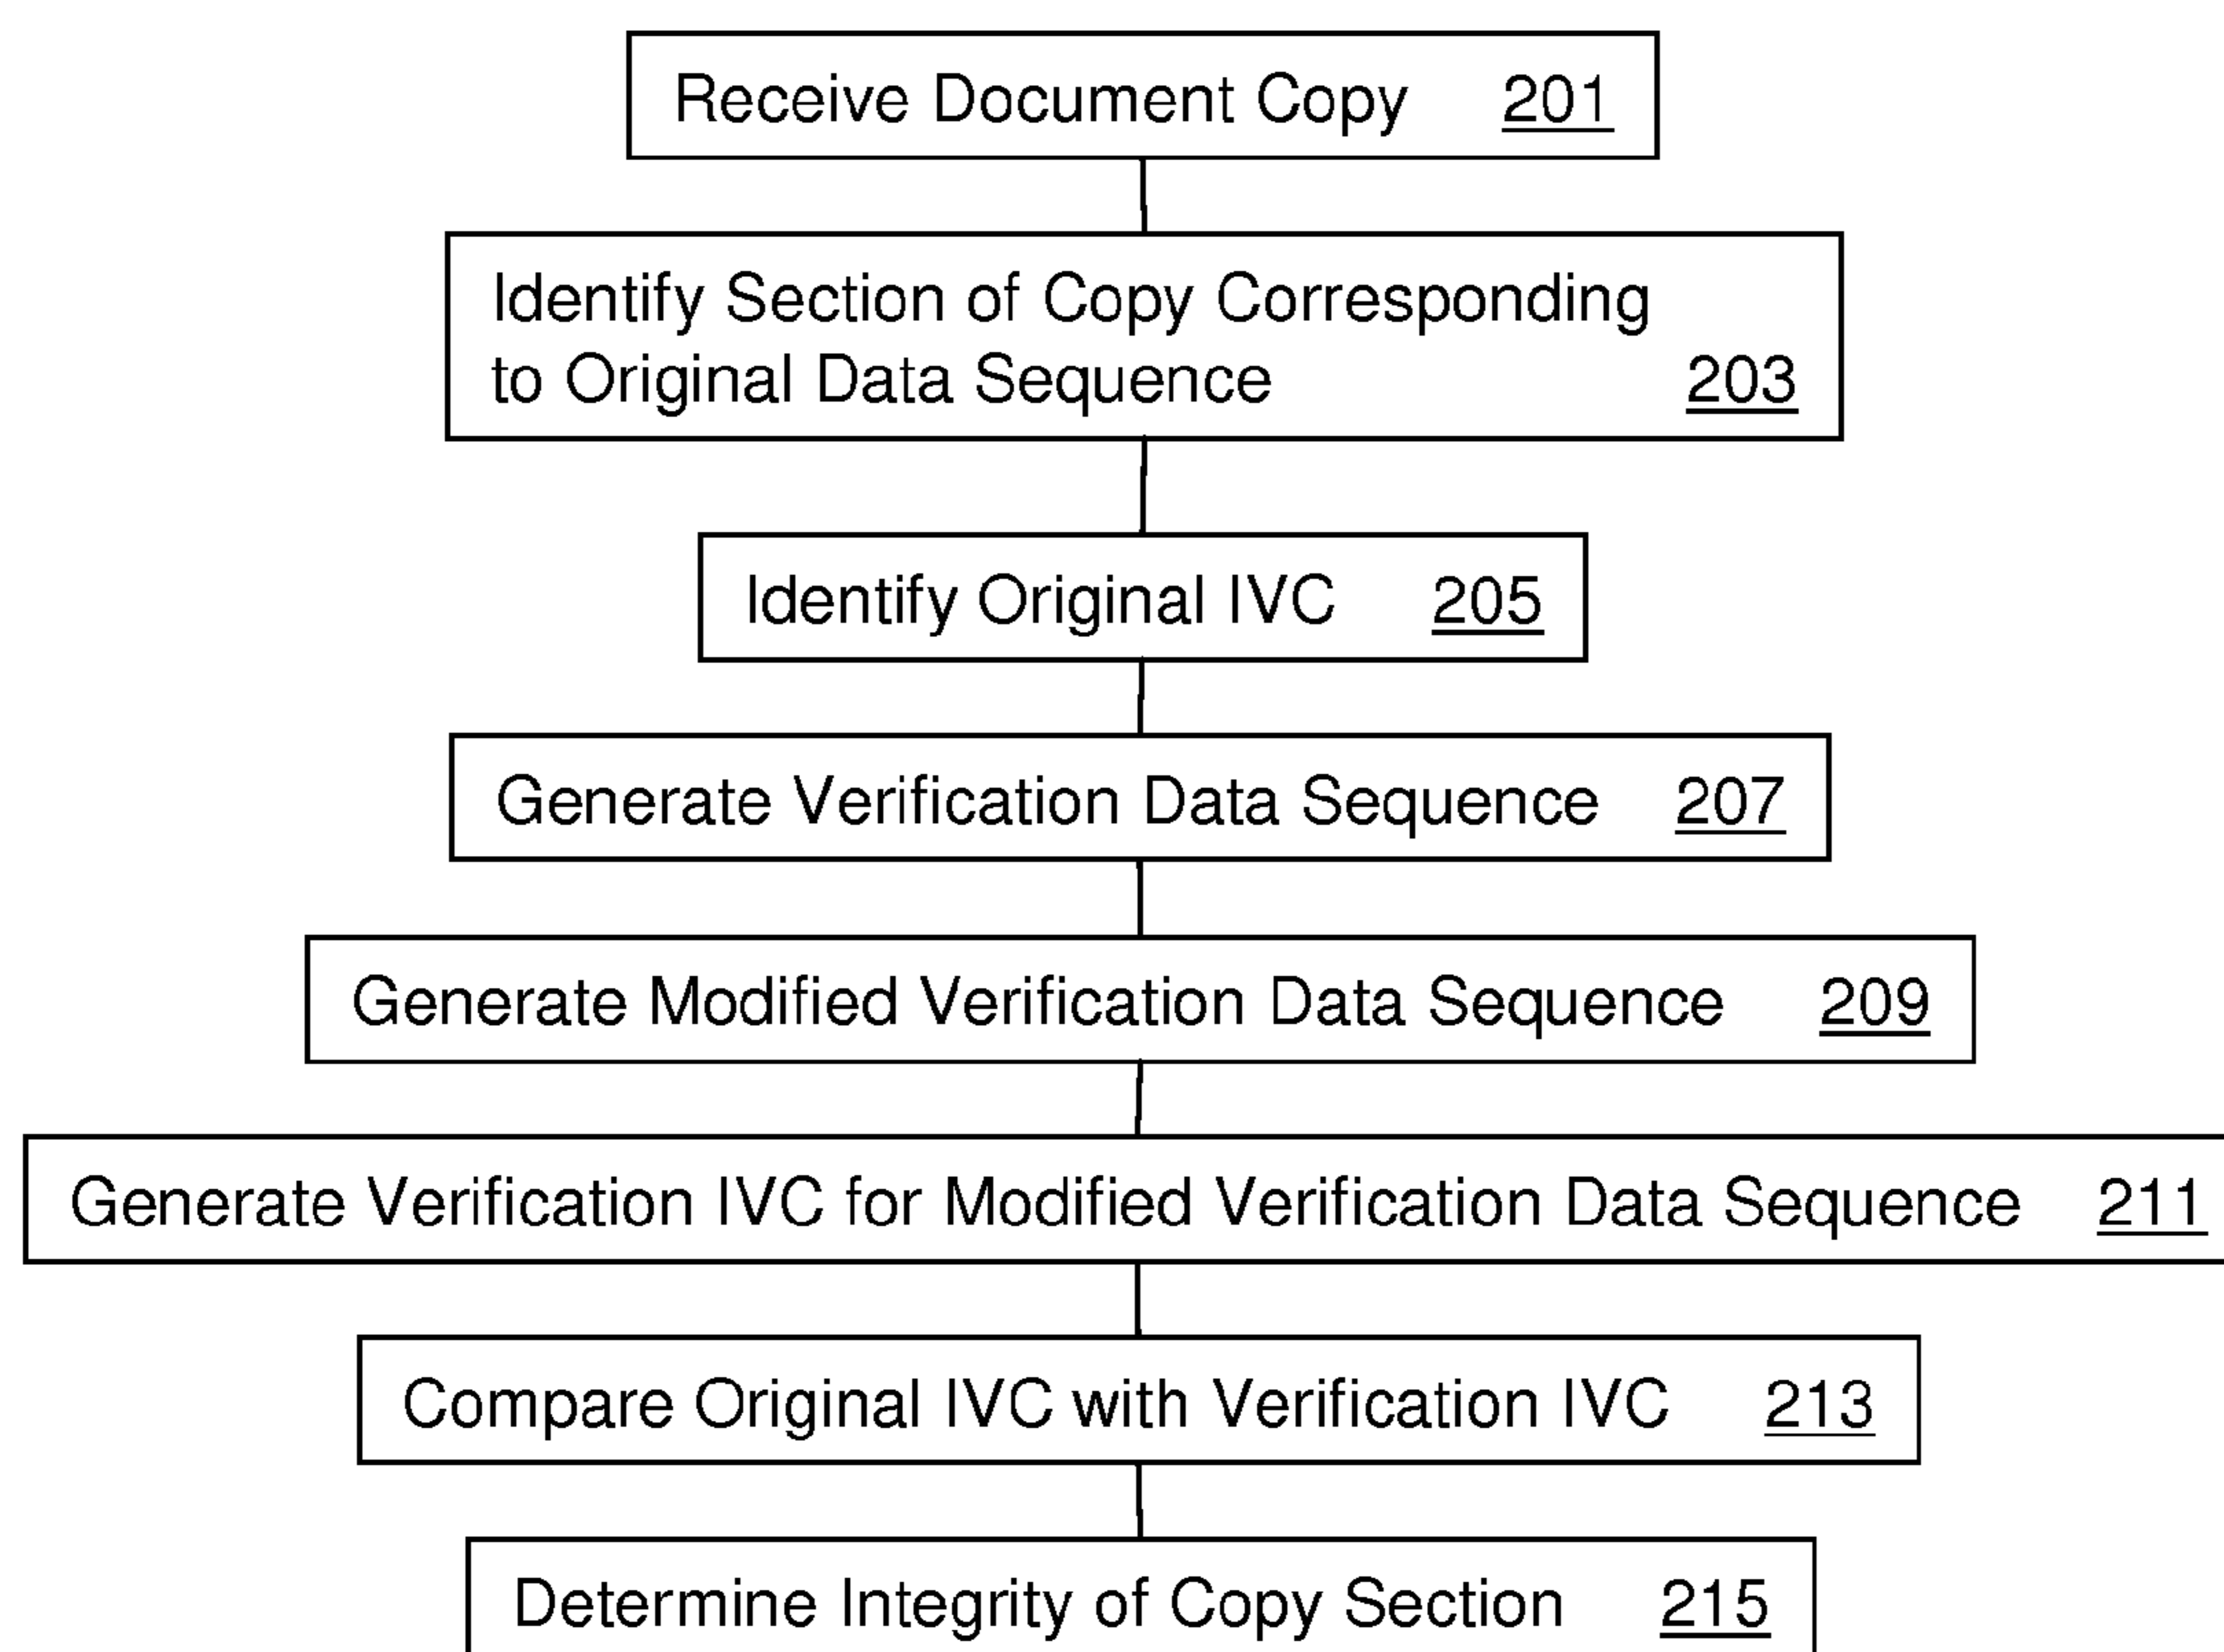 Receive Document Copy 201
Identify Section of Copy Corresponding
to Original Data Sequence 203
Identify Original IVC 205
Generate Verification Data Sequence 207
Generate Modified Verification Data Sequence 209
Generate Verification IVC for Modified Verification Data Sequence 211
Compare Original IVC with Verification IVC 213
Determine Integrity of Copy Section 215